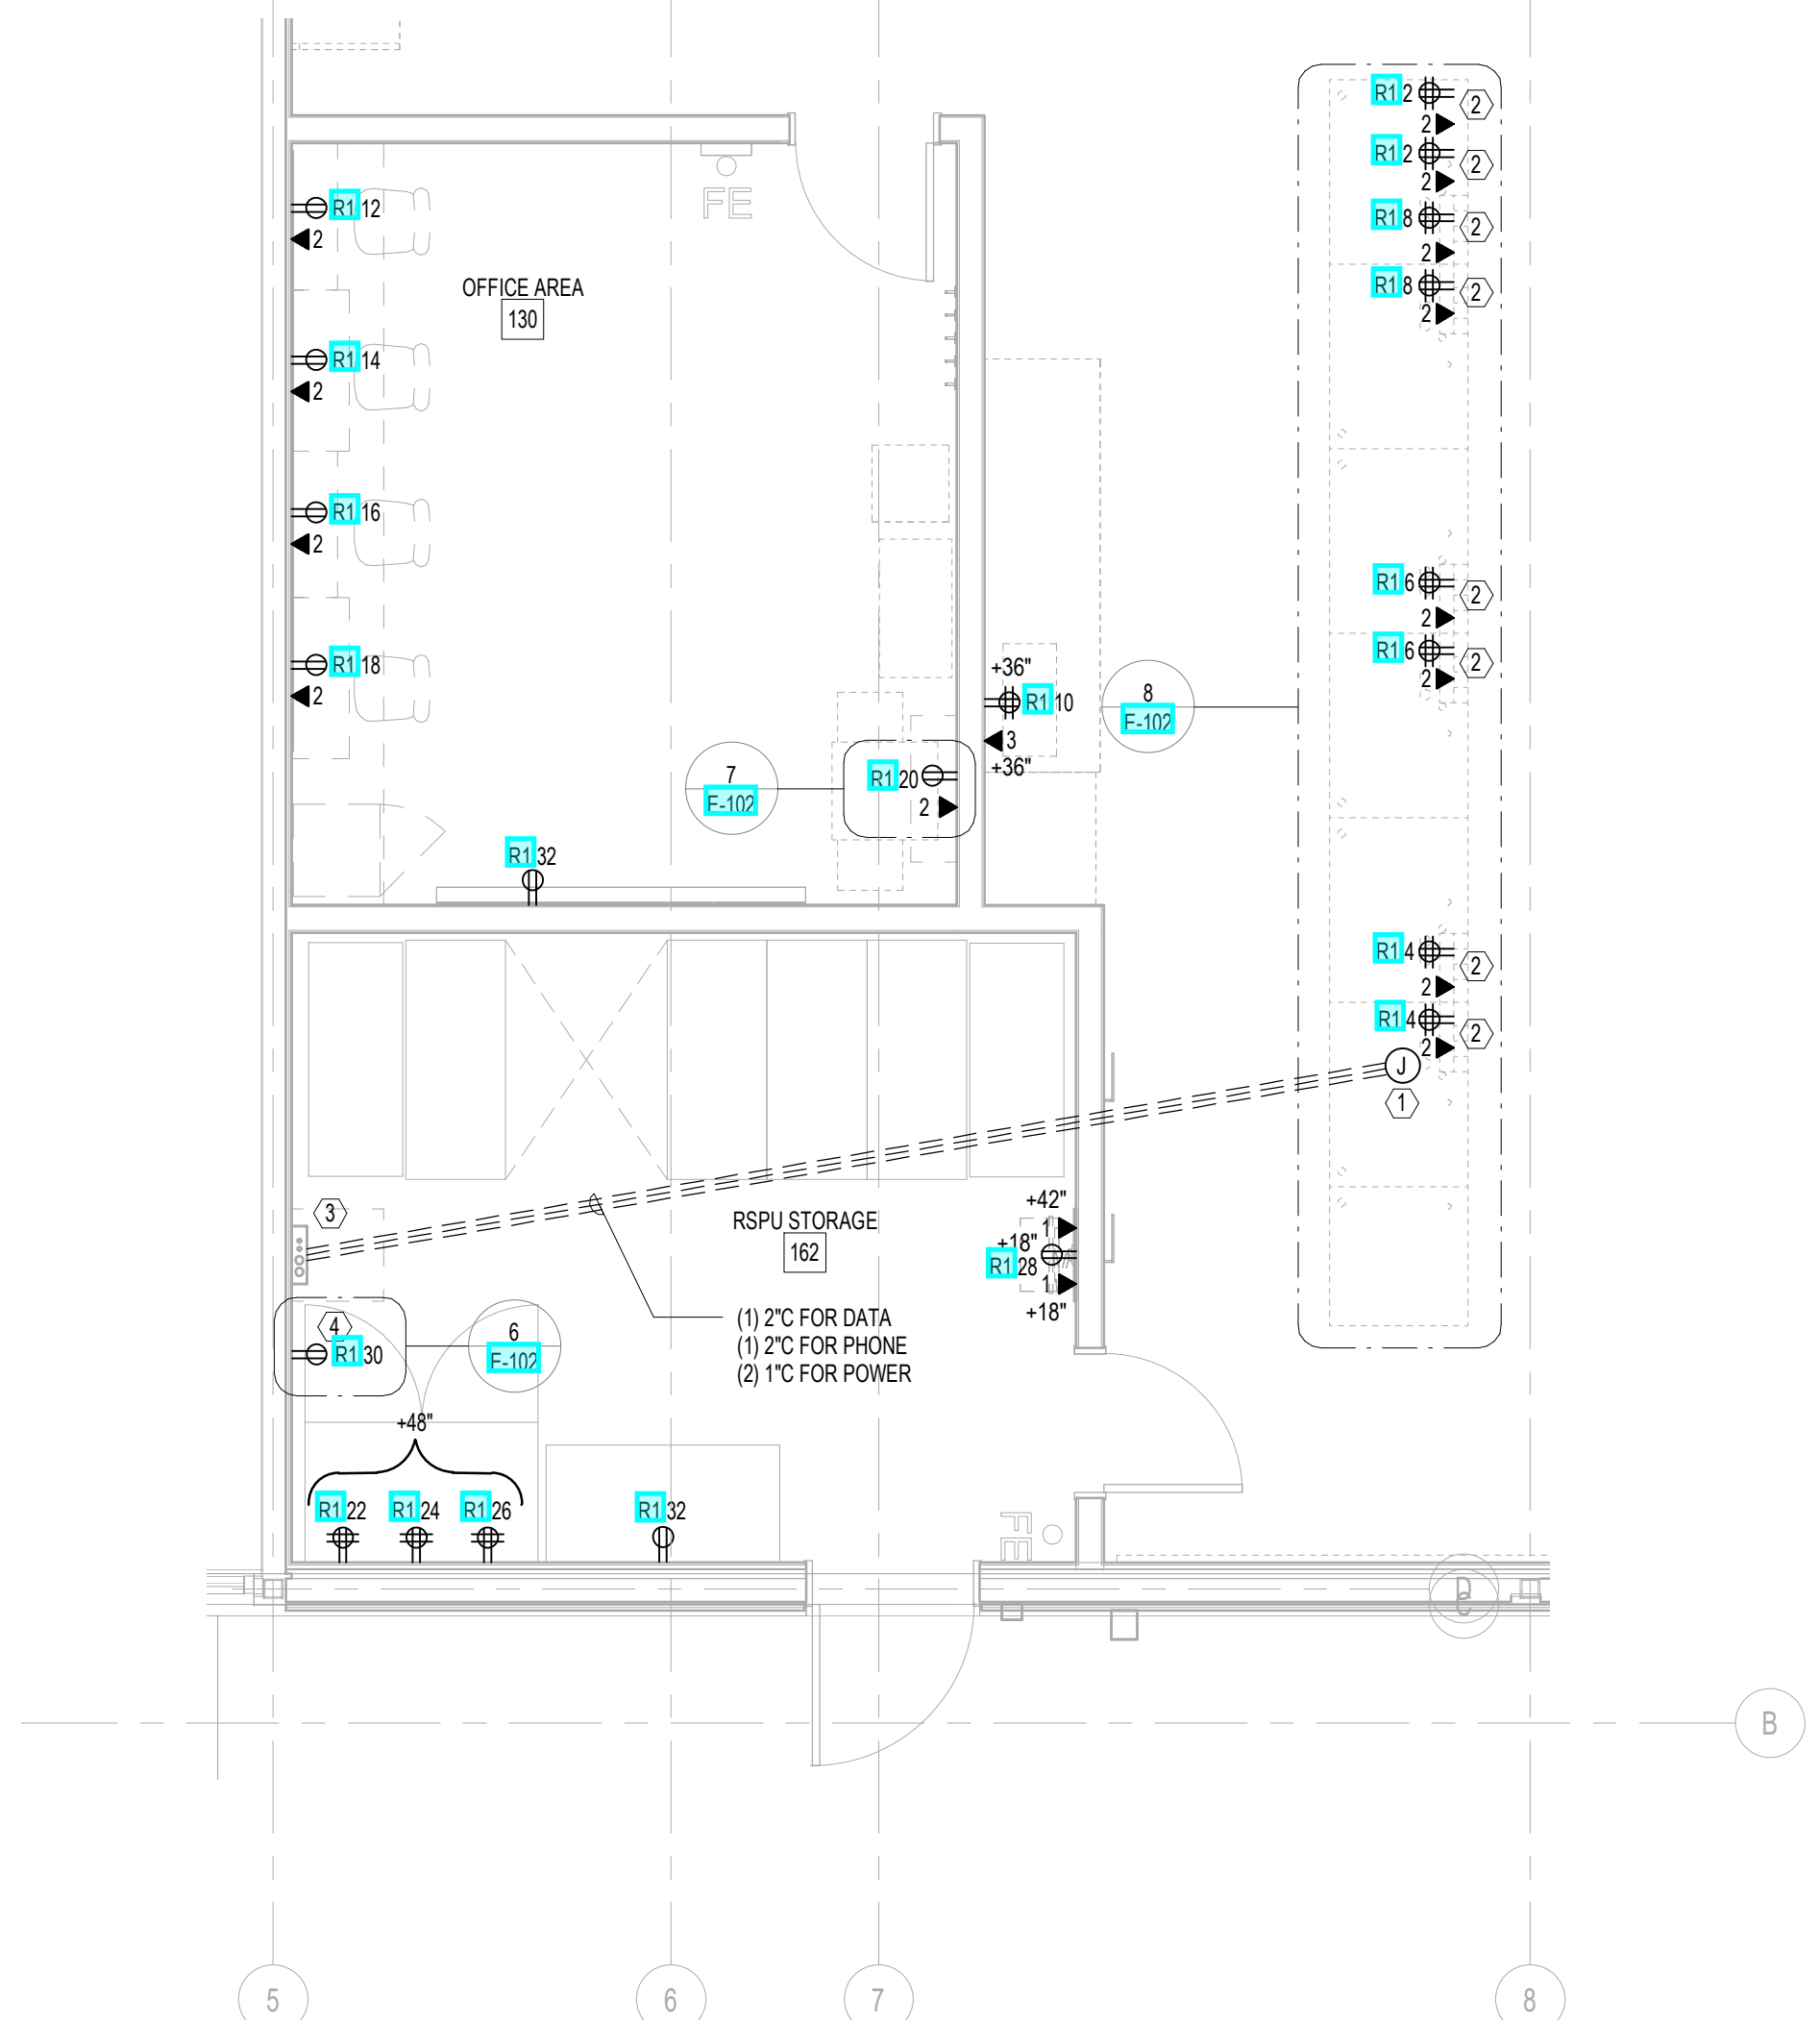 R1 2
2
2
R1 2
2
2
FE
R1 12
2
R1 8
2
2
OFFICE AREA
130
R1 8
2
2
R1 14
2
R1 16
2
R1 6
2
2
R1 18
2
R1 6
2
2
+36"
R1 10
3
+36"
8
E-102
7
E-102
R1 20
2
R1 32
R1 4
2
2
R1 4
2
2
J
1
3
RSPU STORAGE
162
+42"
1
+18"
R1 28
1
+18"
(1) 2"C FOR DATA
(1) 2"C FOR PHONE
(2) 1"C FOR POWER
4
R1 30
6
E-102
+48"
R1 22
R1 24
R1 26
R1 32
FE
D
C
B
5
6
7
8